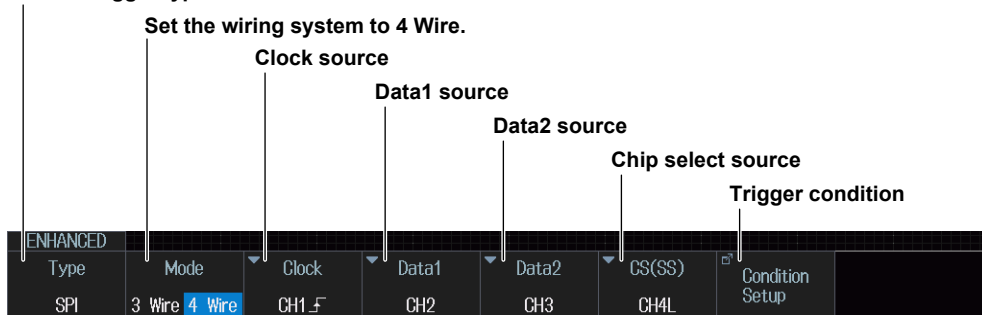 Set the wiring system to 4 Wire.
Clock source
Data1 source
Data2 source
Chip select source
Trigger condition
ENHANCED
Type Mode Clock Data1 Data2 CS(SS) Condition Setup
SPI 3 Wire 4 Wire CH1 CH2 CH3 CH4L